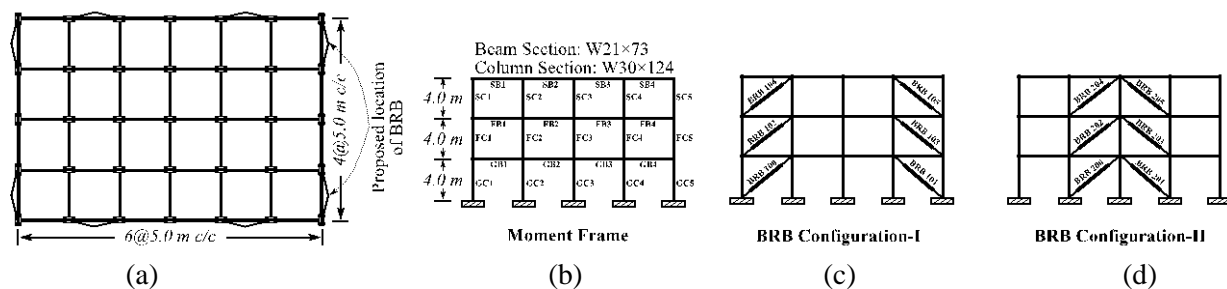 Proposed location
of BRB
4@5.0 m c/c
6@5.0 m c/c
(a)
Beam Section: W21×73
Column Section: W30×124
4.0 m
4.0 m
4.0 m
SB1 SB2 SB3 SB4
SC1 SC2 SC3 SC4 SC5
FB1 FB2 FB3 FB4
FC1 FC2 FC3 FC4 FC5
GB1 GB2 GB3 GB4
GC1 GC2 GC3 GC4 GC5
Moment Frame
(b)
BRB 104 BRB 105
BRB 102 BRB 103
BRB 100 BRB 101
BRB Configuration-I
(c)
BRB 204 BRB 205
BRB 202 BRB 203
BRB 200 BRB 201
BRB Configuration-II
(d)